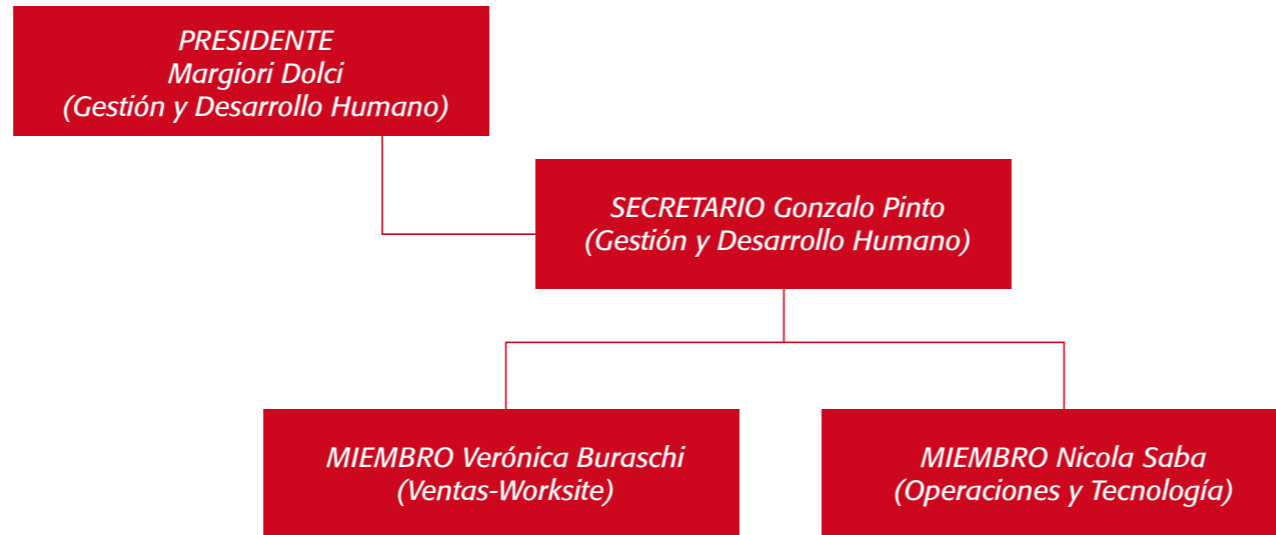 PRESIDENTE
Margiori Dolci
(Gestión y Desarrollo Humano)
SECRETARIO Gonzalo Pinto
(Gestión y Desarrollo Humano)
MIEMBRO Verónica Buraschi
(Ventas-Worksite)
MIEMBRO Nicola Saba
(Operaciones y Tecnología)